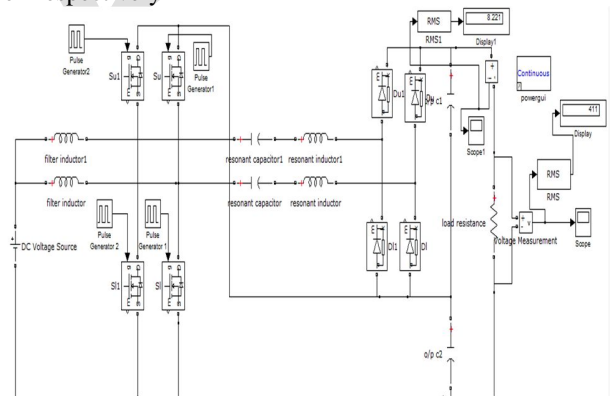 RMS
8.221
RMS1
Display1
Pulse
Generator2
Su1
Su
Pulse
Generator1
Continuous
powergui
Du1
c1
411
Display
Scope1
RMS
RMS
filter inductor1
resonant capacitor1
resonant inductor1
filter inductor
resonant capacitor
resonant inductor
load resistance
Voltage Measurement
Scope
Pulse
Generator 2
Pulse
Generator 1
DC Voltage Source
Sl1
Sl
Dl1
Dl
o/p c2